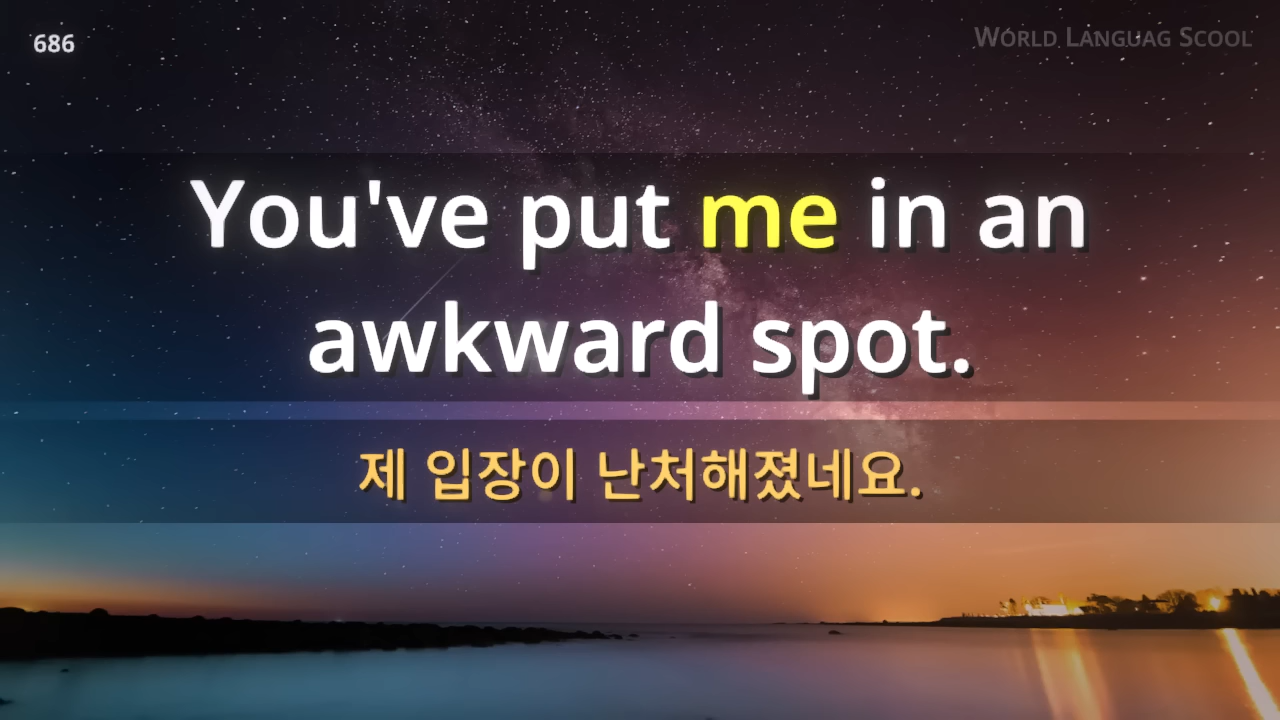 686
World Languag Scool
You've put me in an
awkward spot.
제 입장이 난처해졌네요.